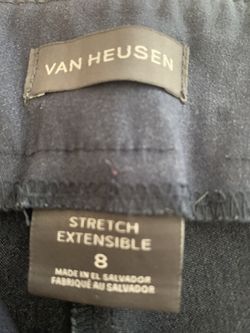 VAN HEUSEN
STRETCH
EXTENSIBLE
8
MADE IN EL SALVADOR
FABRIQUÉ AU SALVADOR